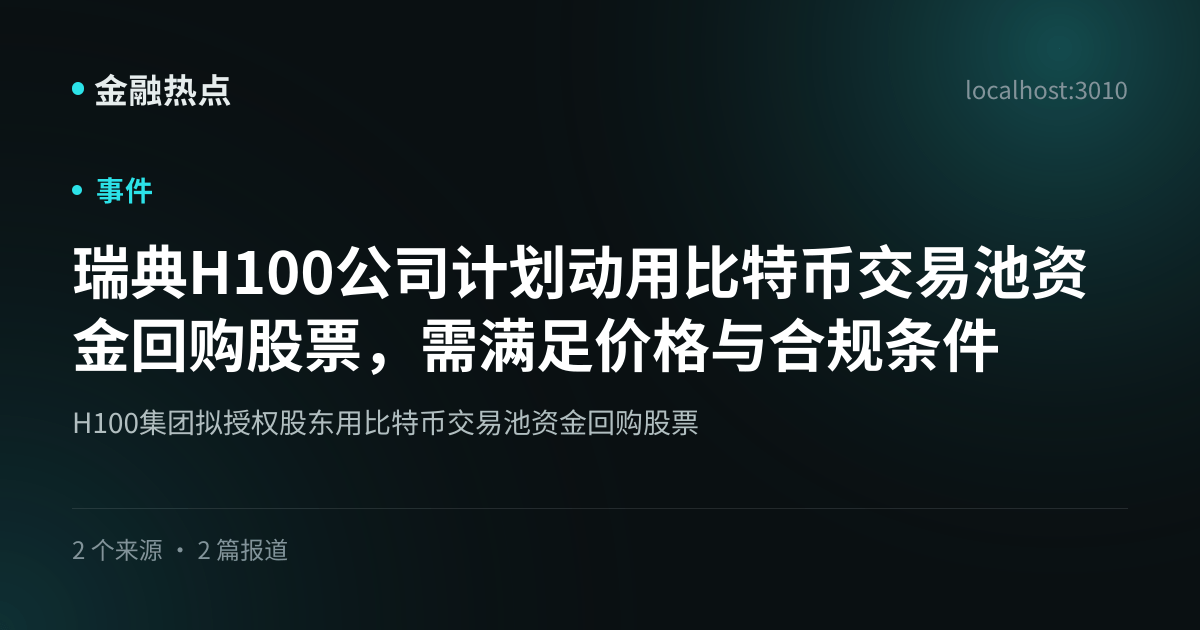 金融热点
localhost:3010
事件
瑞典H100公司计划动用比特币交易池资
金回购股票，需满足价格与合规条件
H100集团拟授权股东用比特币交易池资金回购股票
2 个来源 • 2 篇报道